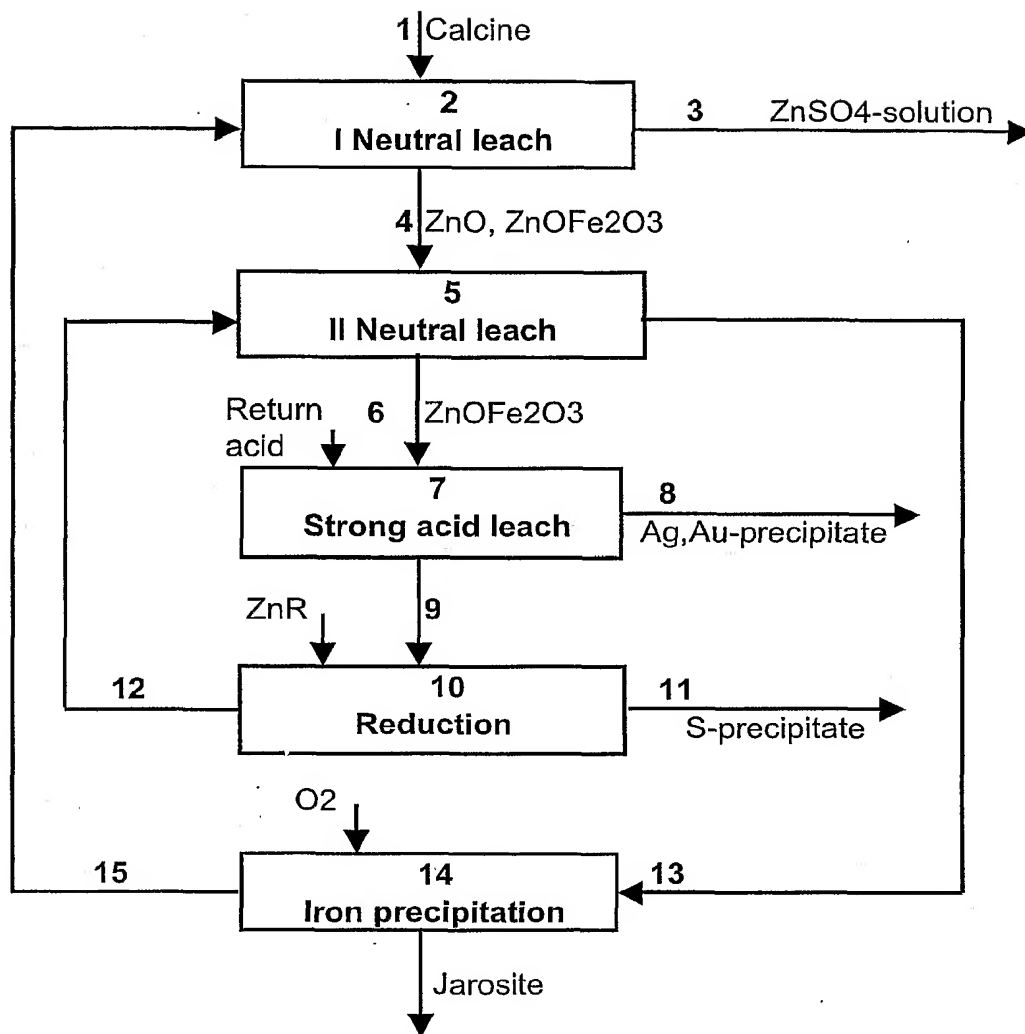 1 Calcine
2
I Neutral leach
3 ZnSO4-solution
4 ZnO, ZnOFe2O3
5
II Neutral leach
Return
acid
6 ZnOFe2O3
7
Strong acid leach
8
Ag,Au-precipitate
ZnR
9
10
Reduction
11
S-precipitate
12
O2
13
14
Iron precipitation
15
Jarosite